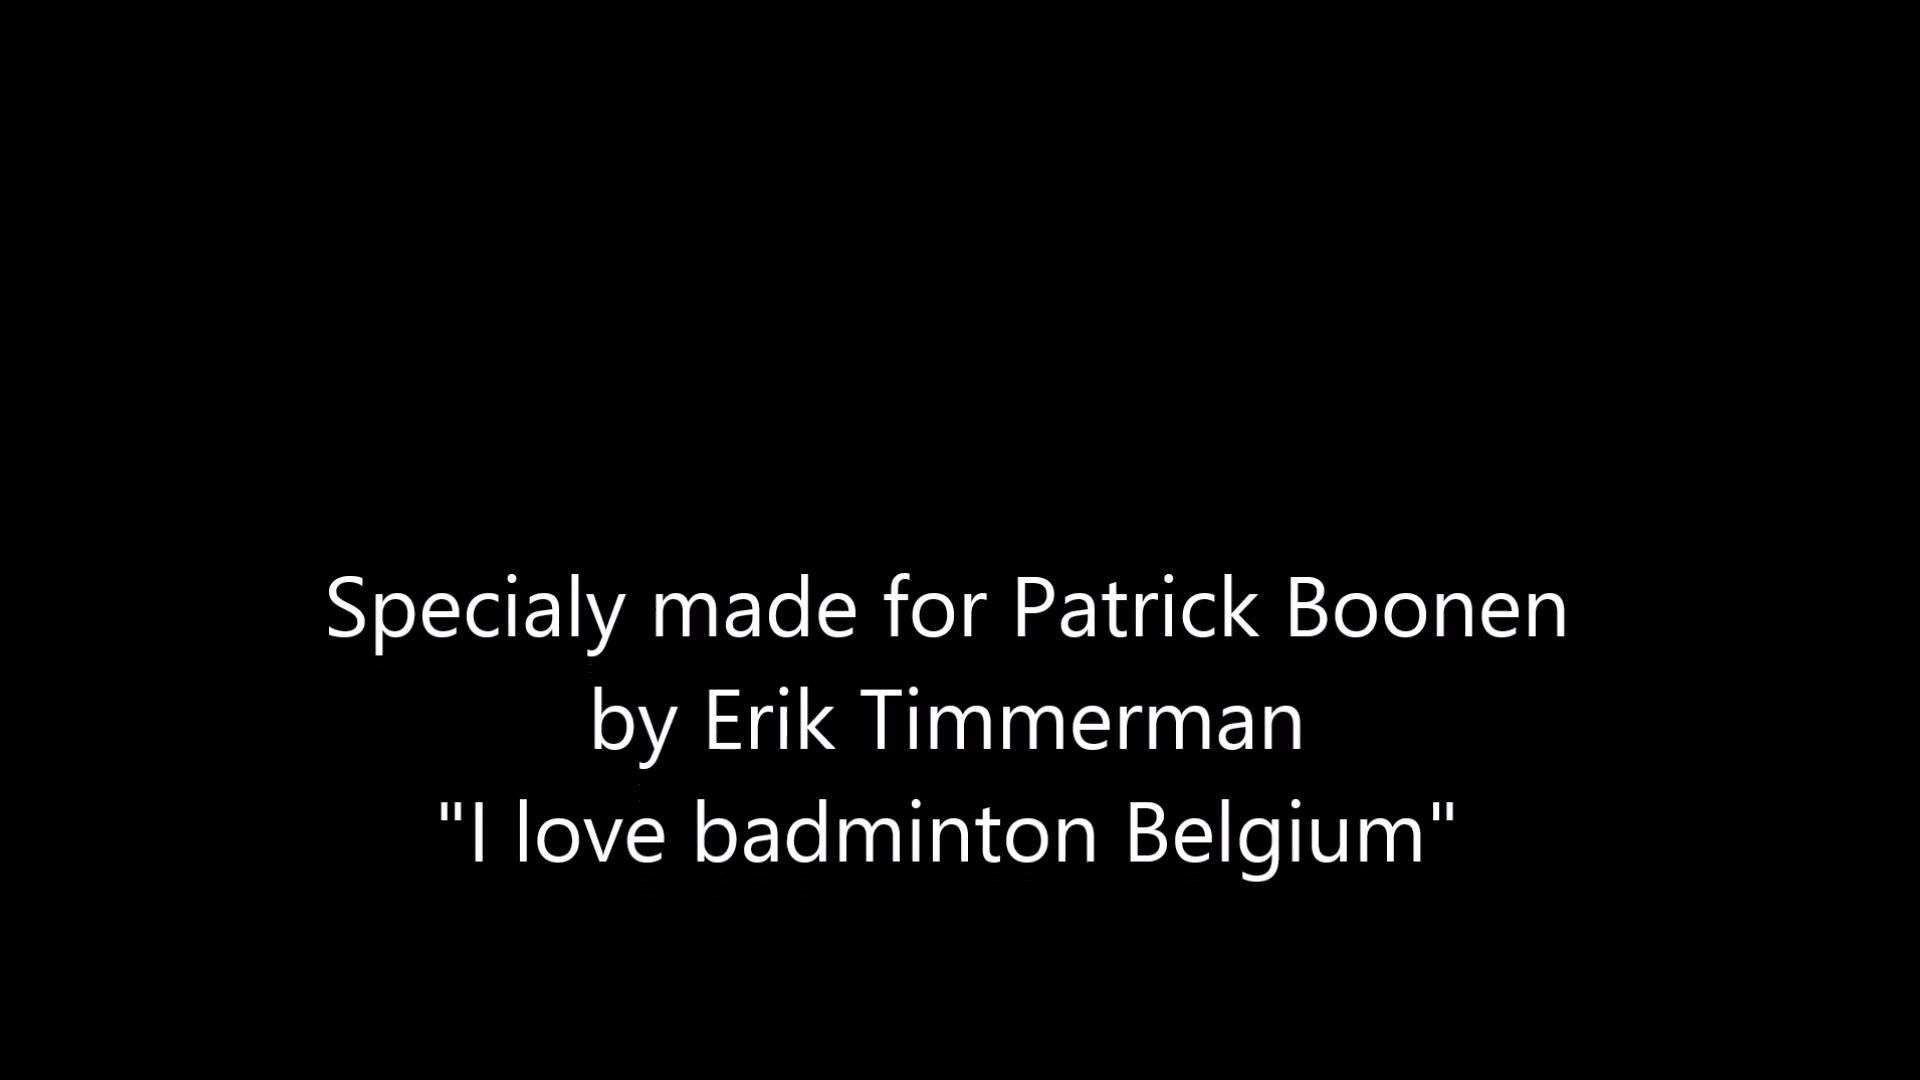 Specialy made for Patrick Boonen
by Erik Timmerman
"I love badminton Belgium"